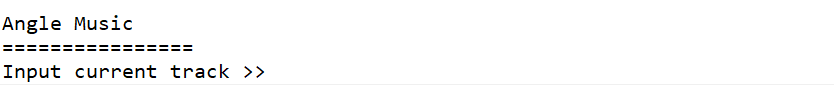 Angle Music
================
Input current track >>